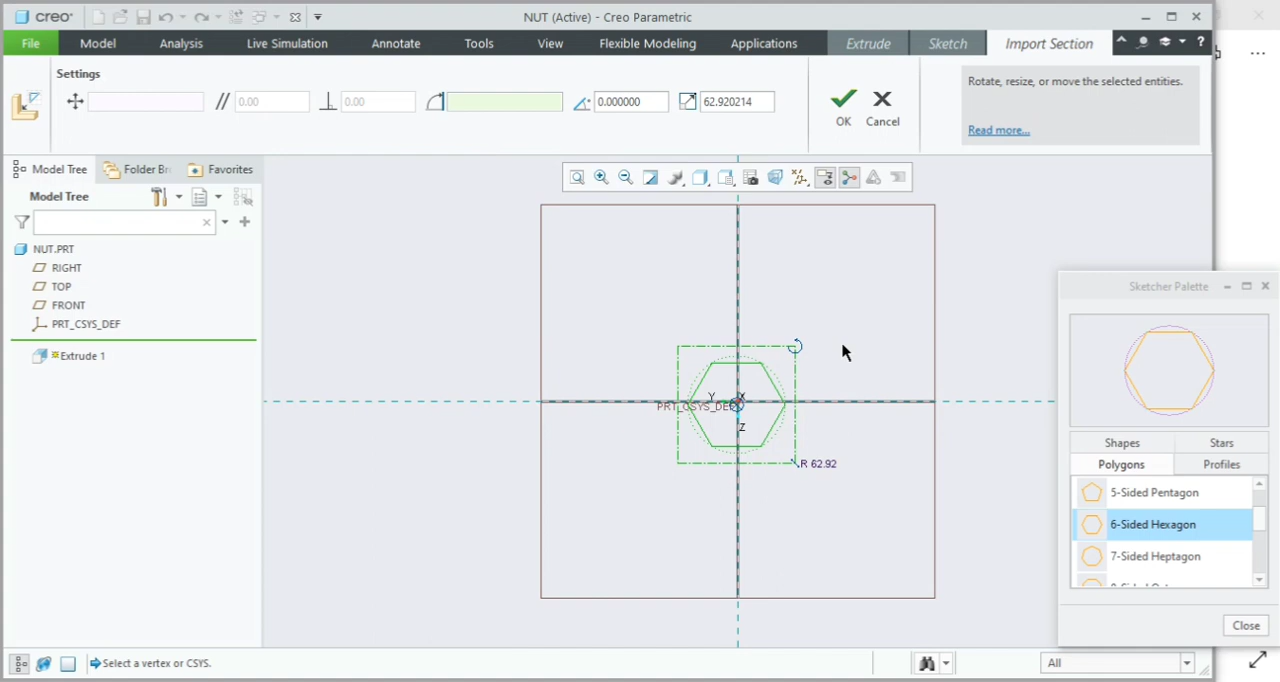 creo
NUT (Active) - Creo Parametric
File Model Analysis Live Simulation Annotate Tools View Flexible Modeling Applications Extrude Sketch Import Section
Settings
0.00 0.00 0.000000 62.920214
OK Cancel
Rotate, resize, or move the selected entities.
Read more...
Model Tree Folder Br Favorites
Model Tree
NUT.PRT
RIGHT
TOP
FRONT
PRT_CSYS_DEF
Extrude 1
Y X
PRT_CSYS_DEF
Z
R 62.92
Sketcher Palette
Shapes Stars
Polygons Profiles
5-Sided Pentagon
6-Sided Hexagon
7-Sided Heptagon
Close
Select a vertex or CSYS.
All